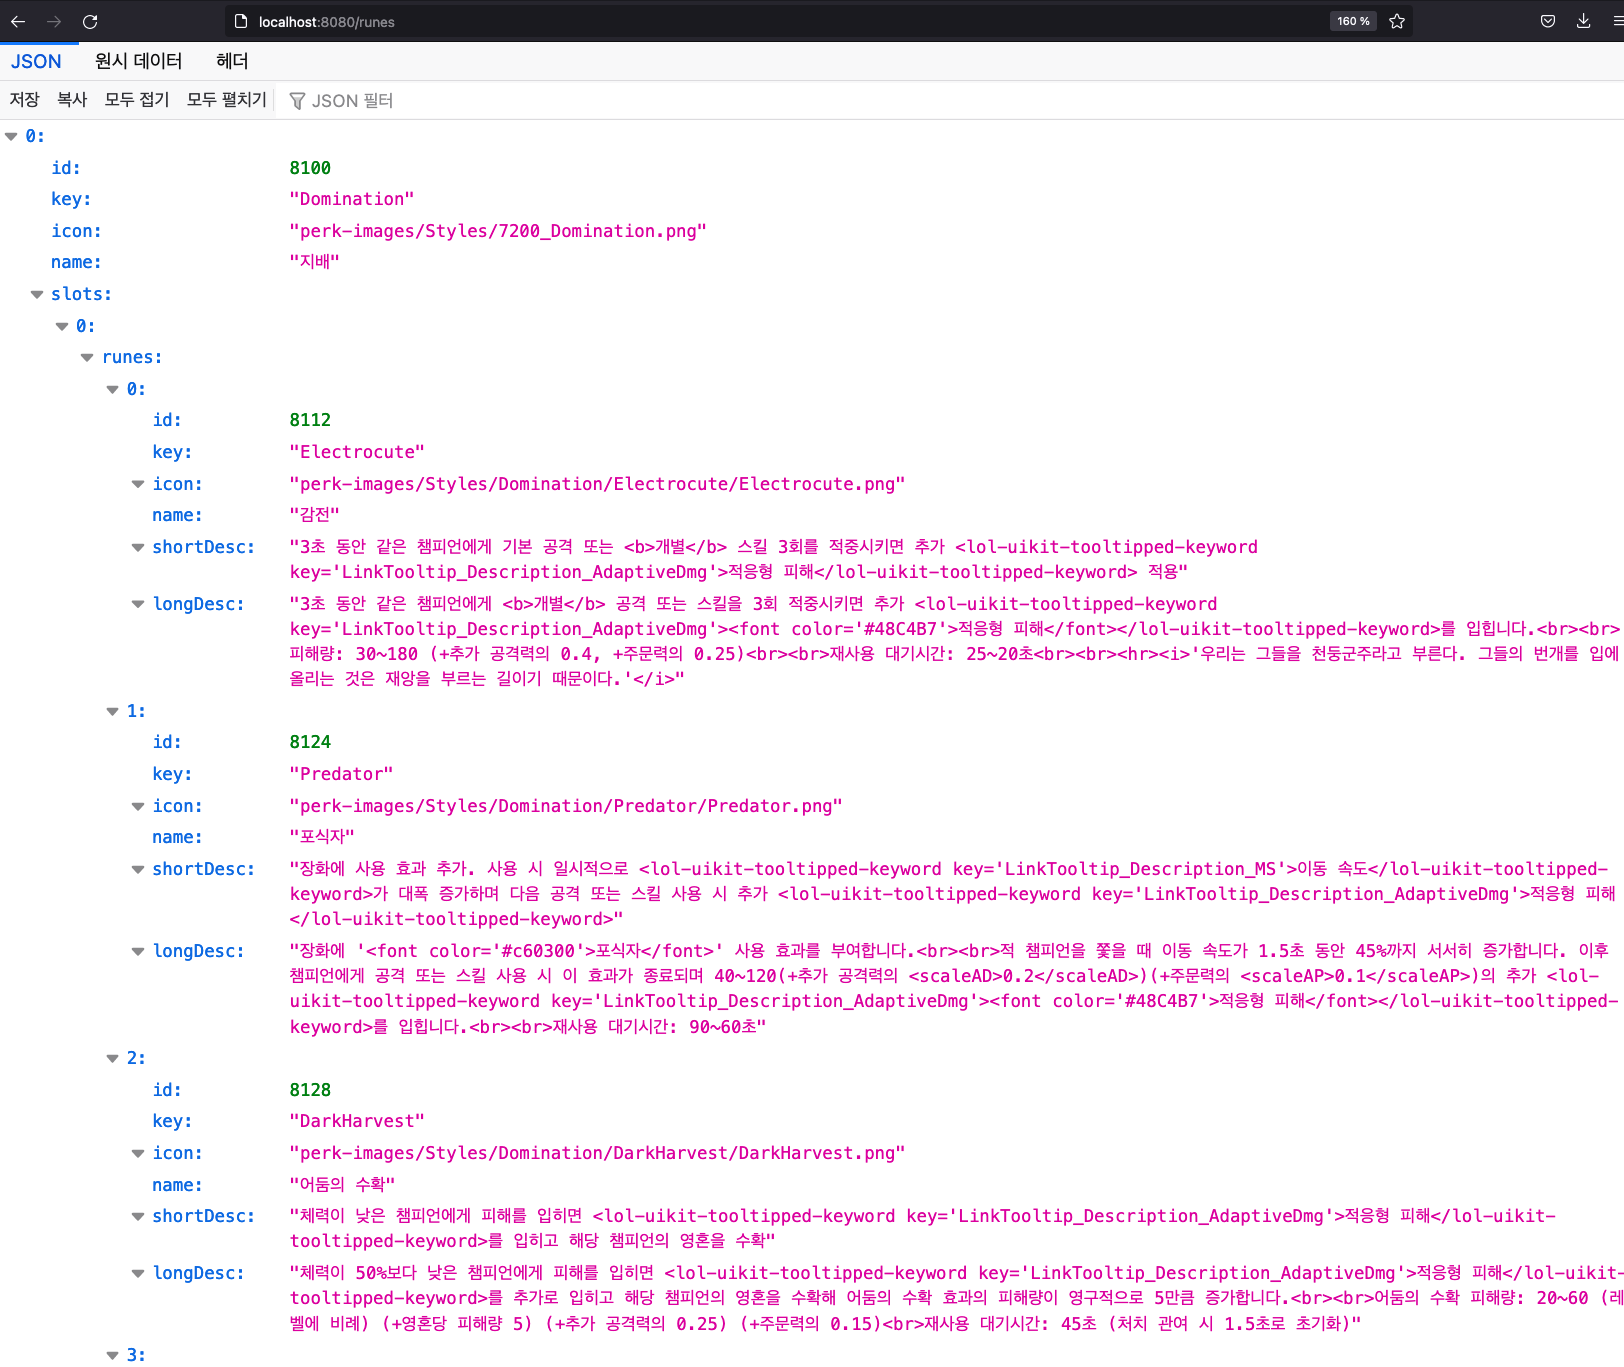 localhost:8080/runes
160 %
JSON 원시 데이터 헤더
저장 복사 모두 접기 모두 펼치기 JSON 필터
0:
id: 8100
key: "Domination"
icon: "perk-images/Styles/7200_Domination.png"
name: "지배"
slots:
0:
runes:
0:
id: 8112
key: "Electrocute"
icon: "perk-images/Styles/Domination/Electrocute/Electrocute.png"
name: "감전"
shortDesc: "3초 동안 같은 챔피언에게 기본 공격 또는 <b>개별</b> 스킬 3회를 적중시키면 추가 <lol-uikit-tooltipped-keyword
key='LinkTooltip_Description_AdaptiveDmg'>적응형 피해</lol-uikit-tooltipped-keyword> 적용"
longDesc: "3초 동안 같은 챔피언에게 <b>개별</b> 공격 또는 스킬을 3회 적중시키면 추가 <lol-uikit-tooltipped-keyword
key='LinkTooltip_Description_AdaptiveDmg'><font color='#48C4B7'>적응형 피해</font></lol-uikit-tooltipped-keyword>를 입힙니다.<br><br>
피해량: 30~180 (+추가 공격력의 0.4, +주문력의 0.25)<br><br>재사용 대기시간: 25~20초<br><br><hr><i>'우리는 그들을 천둥군주라고 부른다. 그들의 번개를 입에
올리는 것은 재앙을 부르는 길이기 때문이다.'</i>"
1:
id: 8124
key: "Predator"
icon: "perk-images/Styles/Domination/Predator/Predator.png"
name: "포식자"
shortDesc: "장화에 사용 효과 추가. 사용 시 일시적으로 <lol-uikit-tooltipped-keyword key='LinkTooltip_Description_MS'>이동 속도</lol-uikit-tooltipped-
keyword>가 대폭 증가하며 다음 공격 또는 스킬 사용 시 추가 <lol-uikit-tooltipped-keyword key='LinkTooltip_Description_AdaptiveDmg'>적응형 피해
</lol-uikit-tooltipped-keyword>"
longDesc: "장화에 '<font color='#c60300'>포식자</font>' 사용 효과를 부여합니다.<br><br>적 챔피언을 쫓을 때 이동 속도가 1.5초 동안 45%까지 서서히 증가합니다. 이후
챔피언에게 공격 또는 스킬 사용 시 이 효과가 종료되며 40~120(+추가 공격력의 <scaleAD>0.2</scaleAD>)(+주문력의 <scaleAP>0.1</scaleAP>)의 추가 <lol-
uikit-tooltipped-keyword key='LinkTooltip_Description_AdaptiveDmg'><font color='#48C4B7'>적응형 피해</font></lol-uikit-tooltipped-
keyword>를 입힙니다.<br><br>재사용 대기시간: 90~60초"
2:
id: 8128
key: "DarkHarvest"
icon: "perk-images/Styles/Domination/DarkHarvest/DarkHarvest.png"
name: "어둠의 수확"
shortDesc: "체력이 낮은 챔피언에게 피해를 입히면 <lol-uikit-tooltipped-keyword key='LinkTooltip_Description_AdaptiveDmg'>적응형 피해</lol-uikit-
tooltipped-keyword>를 입히고 해당 챔피언의 영혼을 수확"
longDesc: "체력이 50%보다 낮은 챔피언에게 피해를 입히면 <lol-uikit-tooltipped-keyword key='LinkTooltip_Description_AdaptiveDmg'>적응형 피해</lol-uikit-
tooltipped-keyword>를 추가로 입히고 해당 챔피언의 영혼을 수확해 어둠의 수확 효과의 피해량이 영구적으로 5만큼 증가합니다.<br><br>어둠의 수확 피해량: 20~60 (레
벨에 비례) (+영혼당 피해량 5) (+추가 공격력의 0.25) (+주문력의 0.15)<br>재사용 대기시간: 45초 (처치 관여 시 1.5초로 초기화)"
3: